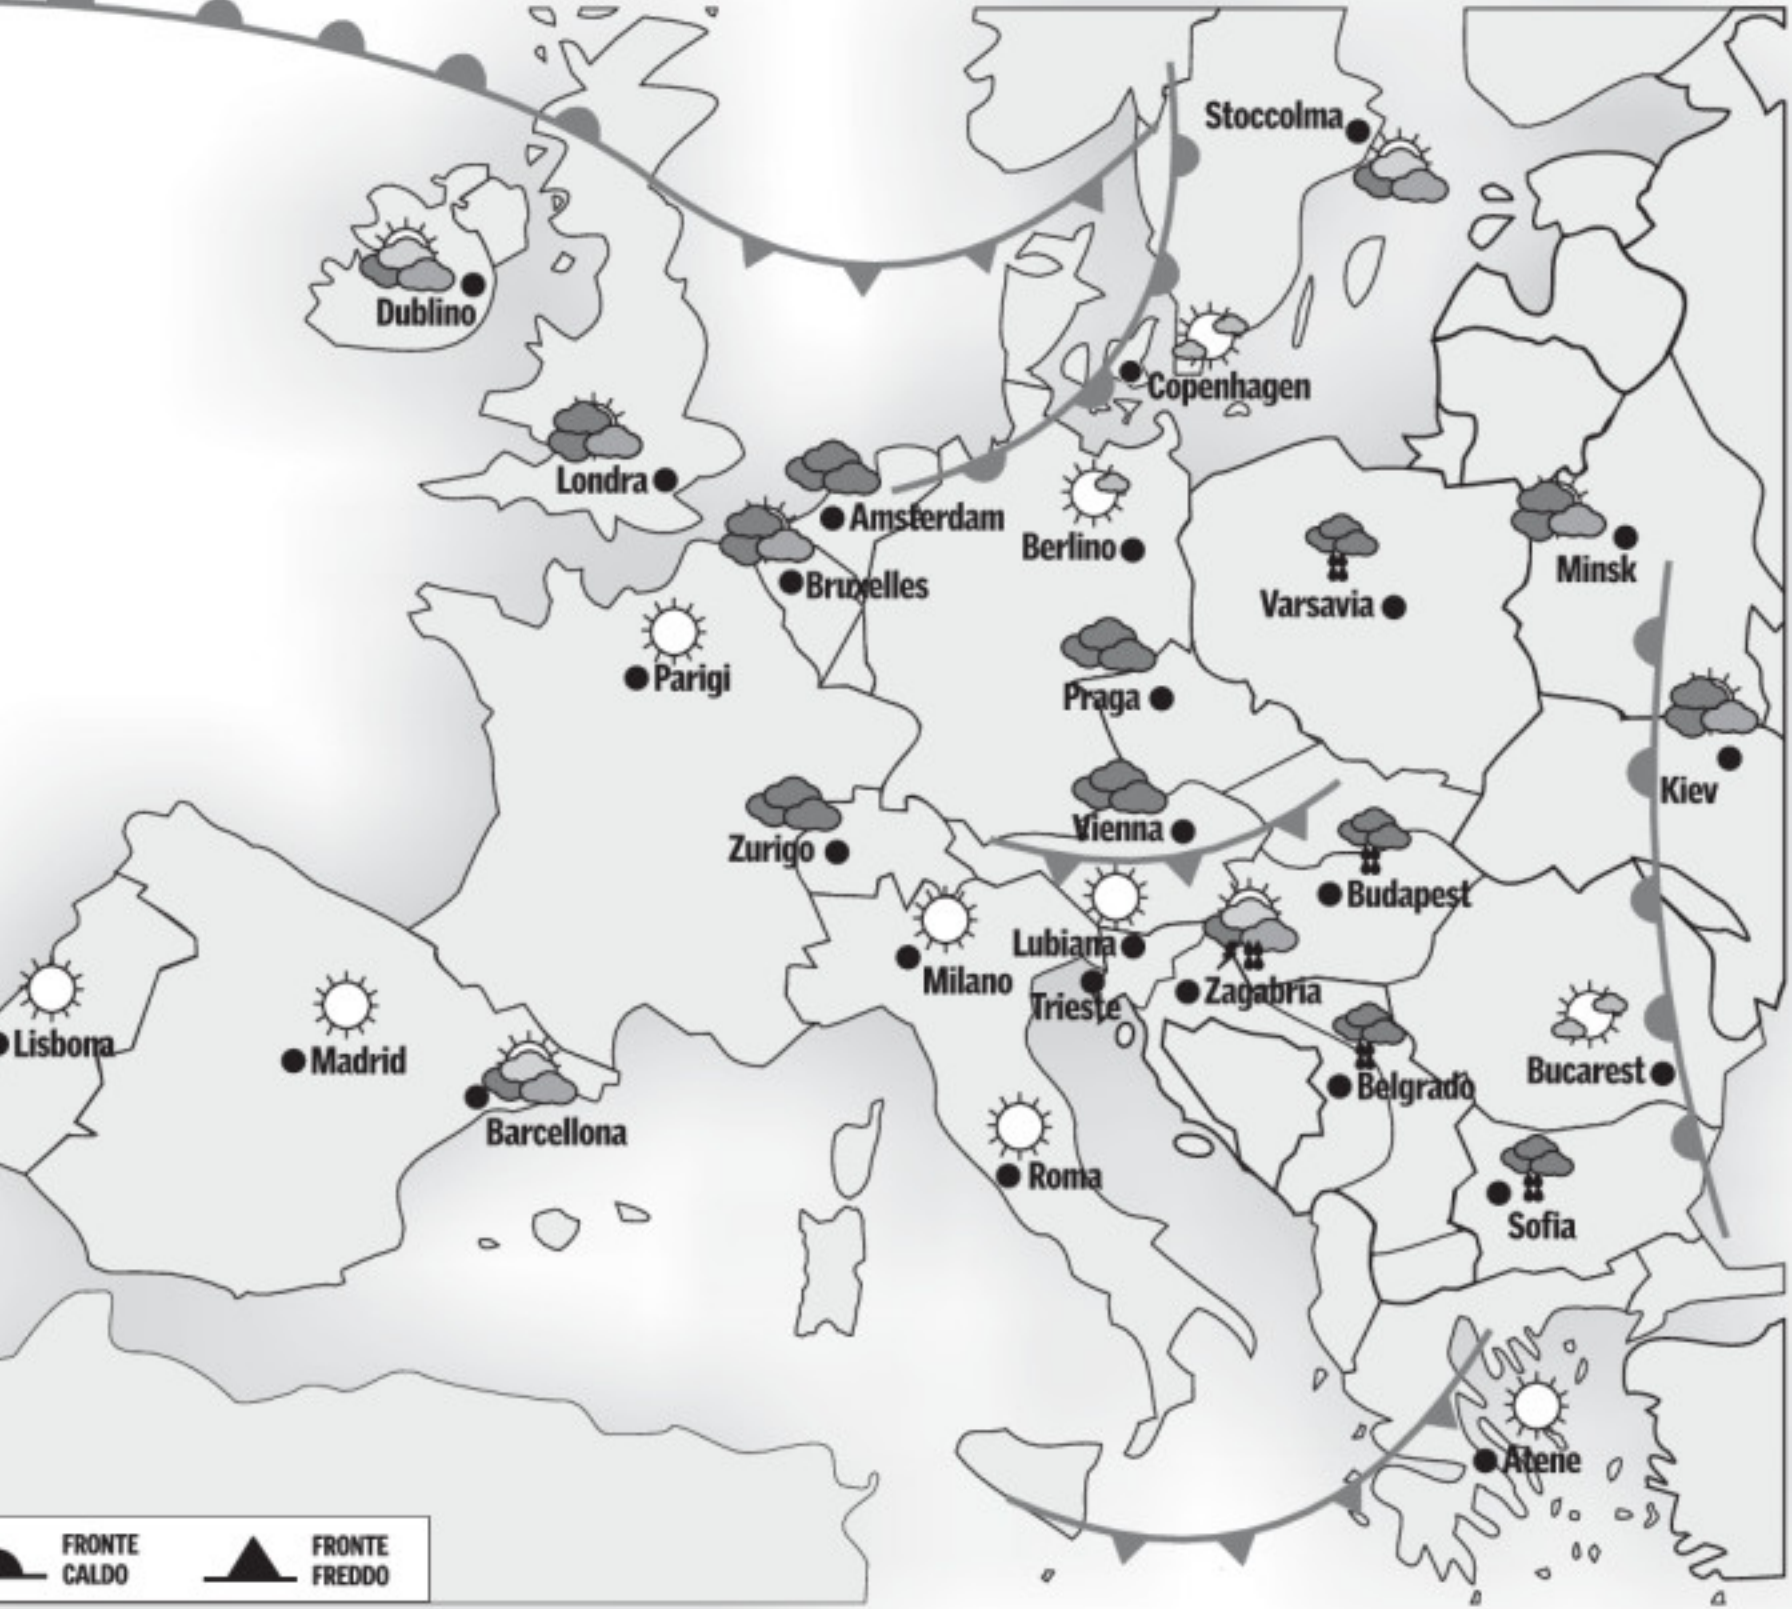 Stoccolma
Dublino
Copenhagen
Londra
Amsterdam
Berlino
Minsk
Bruxelles
Varsavia
Parigi
Praga
Kiev
Vienna
Zurigo
Budapest
Lubiana
Milano
Zagabria
Trieste
Lisbona
Madrid
Bucarest
Belgrado
Barcellona
Roma
Sofia
Atene
FRONTE
CALDO
FRONTE
FREDDO